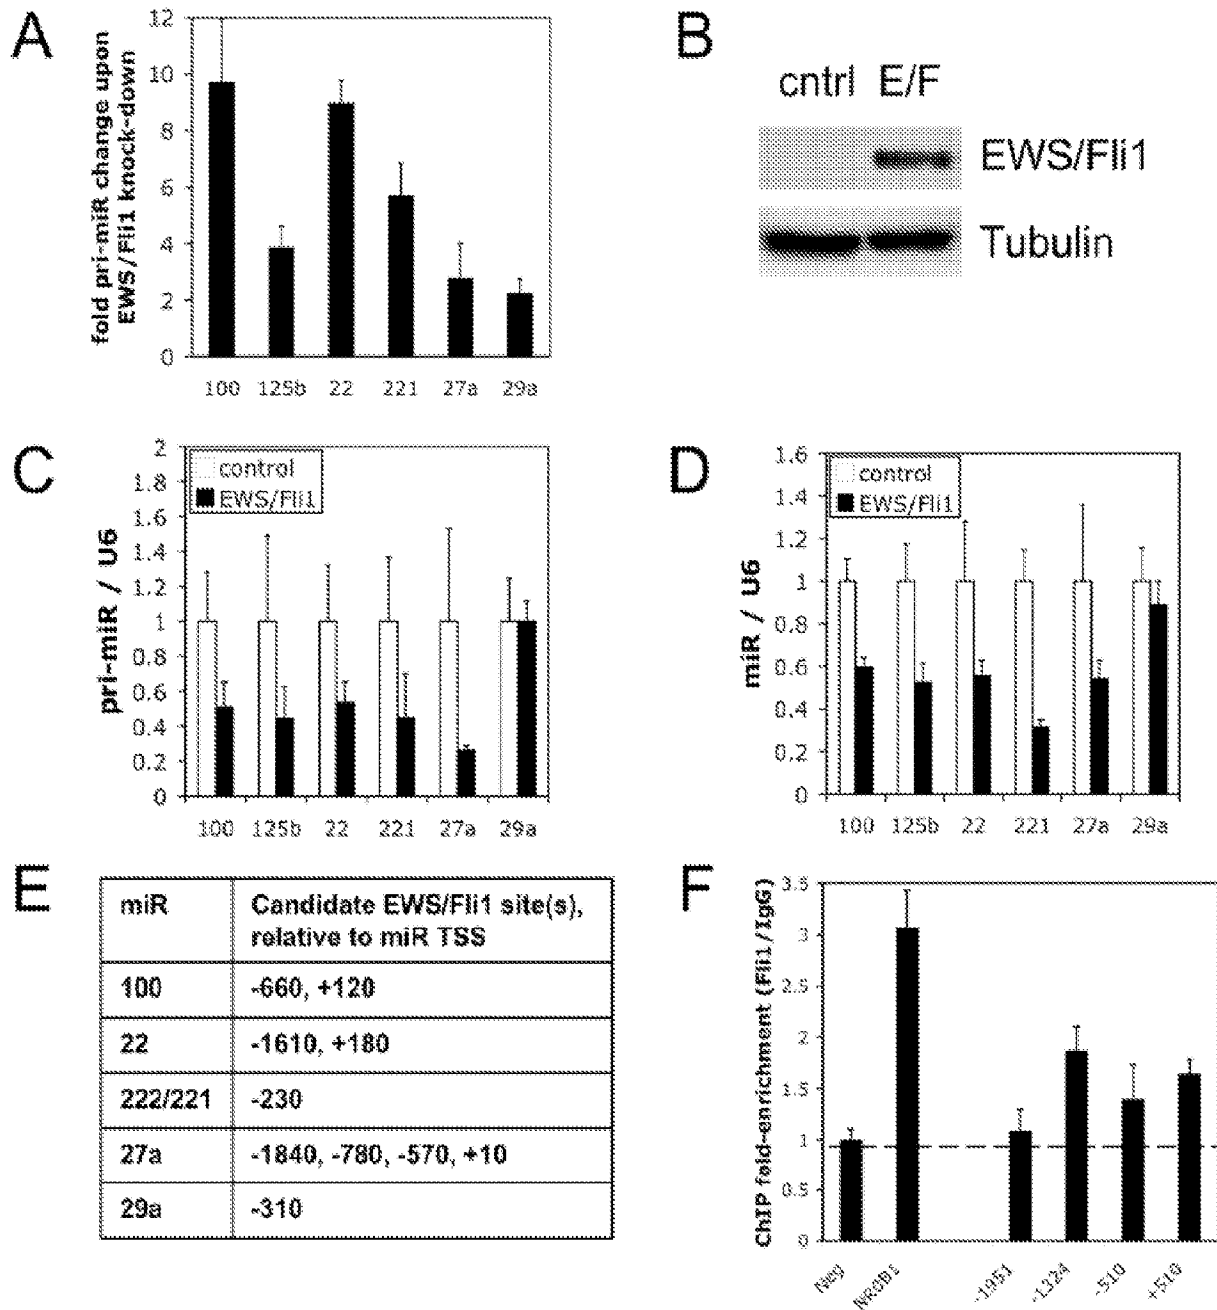 A
fold pri-miR change upon
EWS/Fli1 knock-down
12
10
8
6
4
2
0
100 125b 22 221 27a 29a
B
cntrl E/F
EWS/Fli1
Tubulin
C
pri-miR / U6
2
1.8
1.6
1.4
1.2
1
0.8
0.6
0.4
0.2
0
control
EWS/Fli1
100 125b 22 221 27a 29a
D
miR / U6
1.6
1.4
1.2
1
0.8
0.6
0.4
0.2
0
control
EWS/Fli1
100 125b 22 221 27a 29a
E
miR Candidate EWS/Fli1 site(s),
relative to miR TSS
100 -660, +120
22 -1610, +180
222/221 -230
27a -1840, -780, -570, +10
29a -310
F
ChIP fold-enrichment (Fli1/IgG)
3.5
3
2.5
2
1.5
1
0.5
0
Neg NR0B1 -1951 -1324 -510 +510